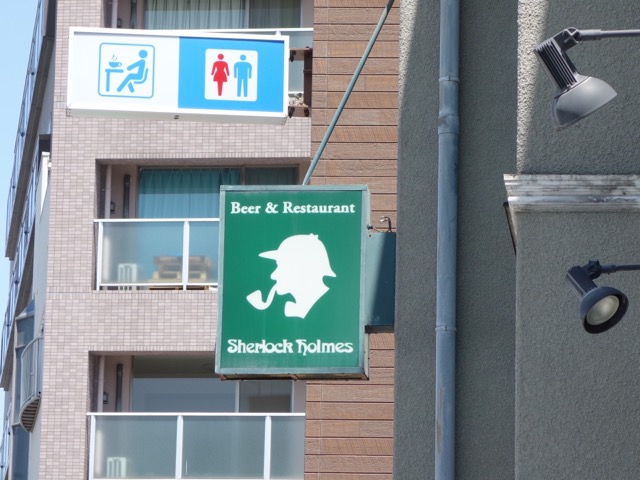 Beer & Restaurant
Sherlock Holmes